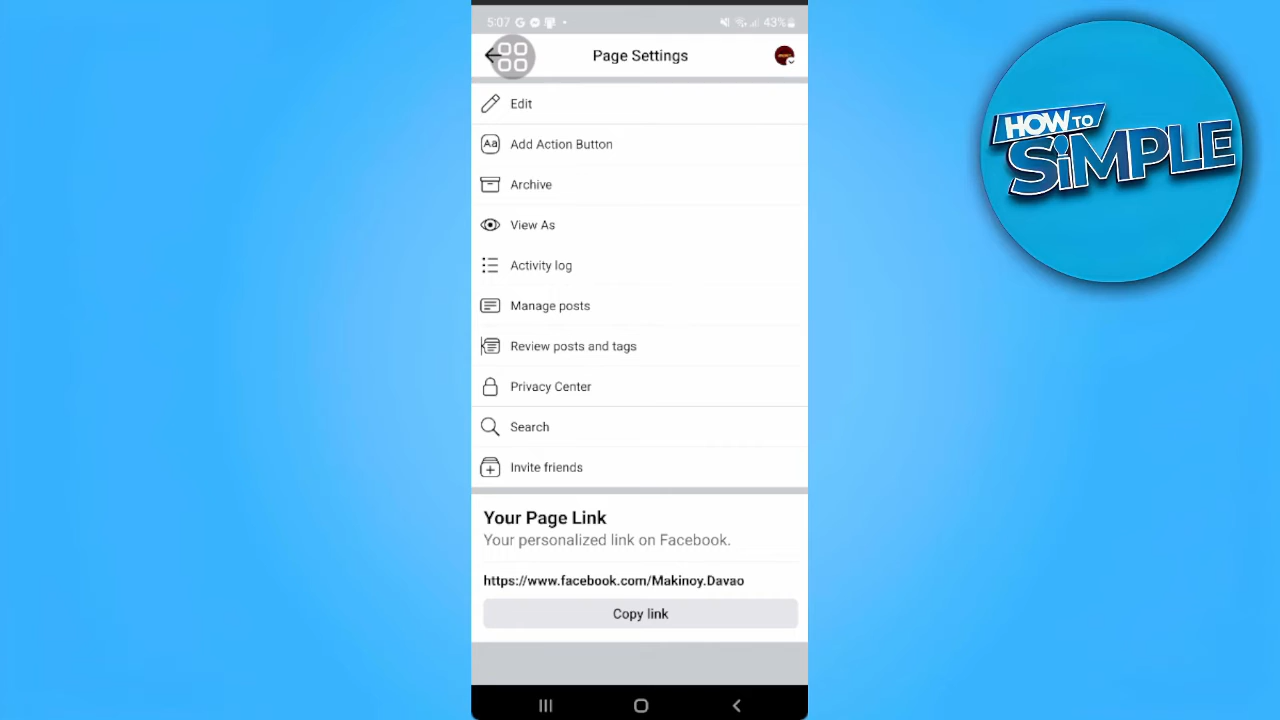 5:07
43%
Page Settings
HOW TO
SIMPLE
Edit
Aa Add Action Button
Archive
View As
Activity log
Manage posts
Review posts and tags
Privacy Center
Search
Invite friends
Your Page Link
Your personalized link on Facebook.
https://www.facebook.com/Makinoy.Davao
Copy link